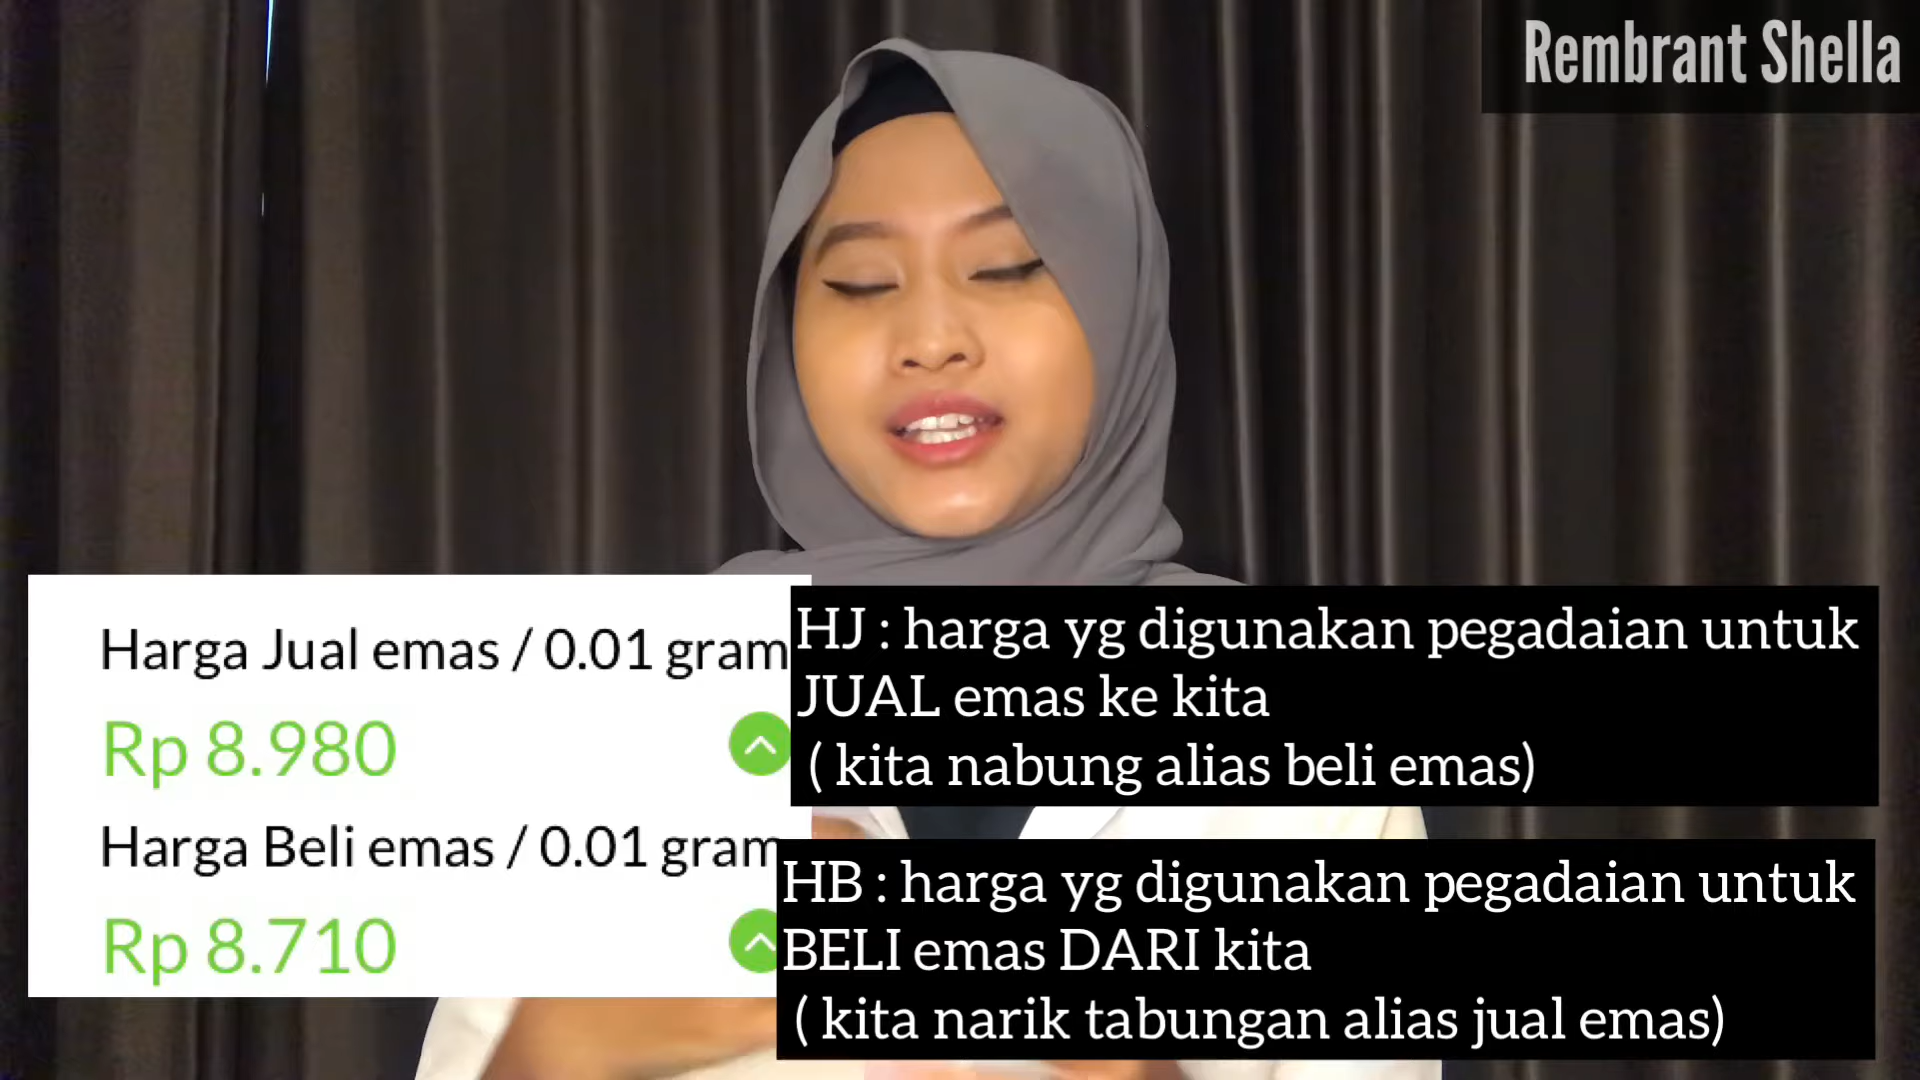 Rembrant Shella
Harga Jual emas / 0.01 gram
Rp 8.980
Harga Beli emas / 0.01 gram
Rp 8.710
HJ : harga yg digunakan pegadaian untuk
JUAL emas ke kita
( kita nabung alias beli emas)
HB : harga yg digunakan pegadaian untuk
BELI emas DARI kita
( kita narik tabungan alias jual emas)